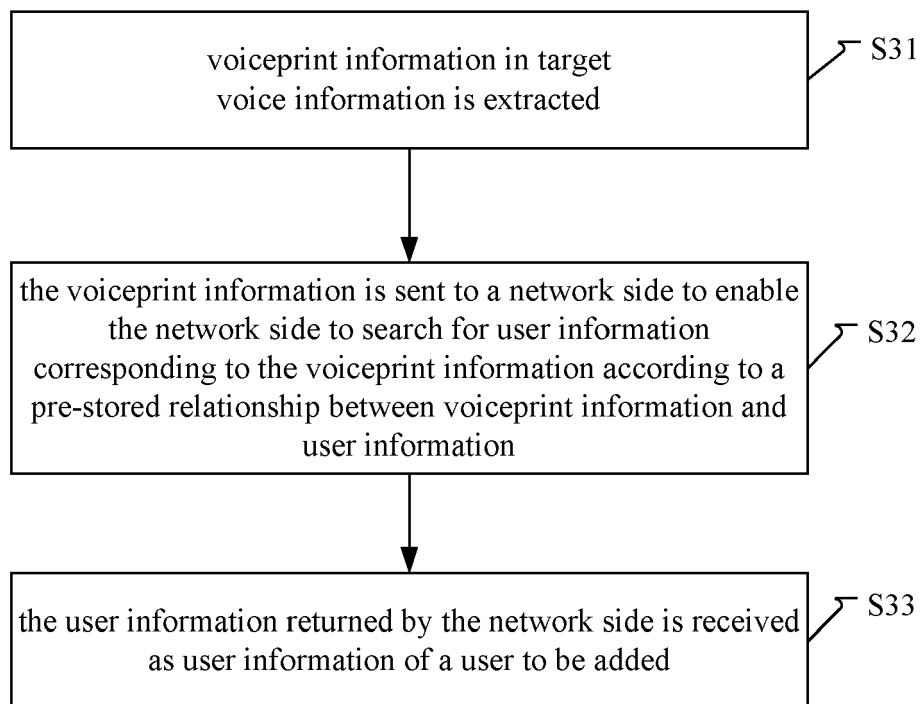 voiceprint information in target
voice information is extracted
S31
the voiceprint information is sent to a network side to enable
the network side to search for user information
corresponding to the voiceprint information according to a
pre-stored relationship between voiceprint information and
user information
S32
the user information returned by the network side is received
as user information of a user to be added
S33